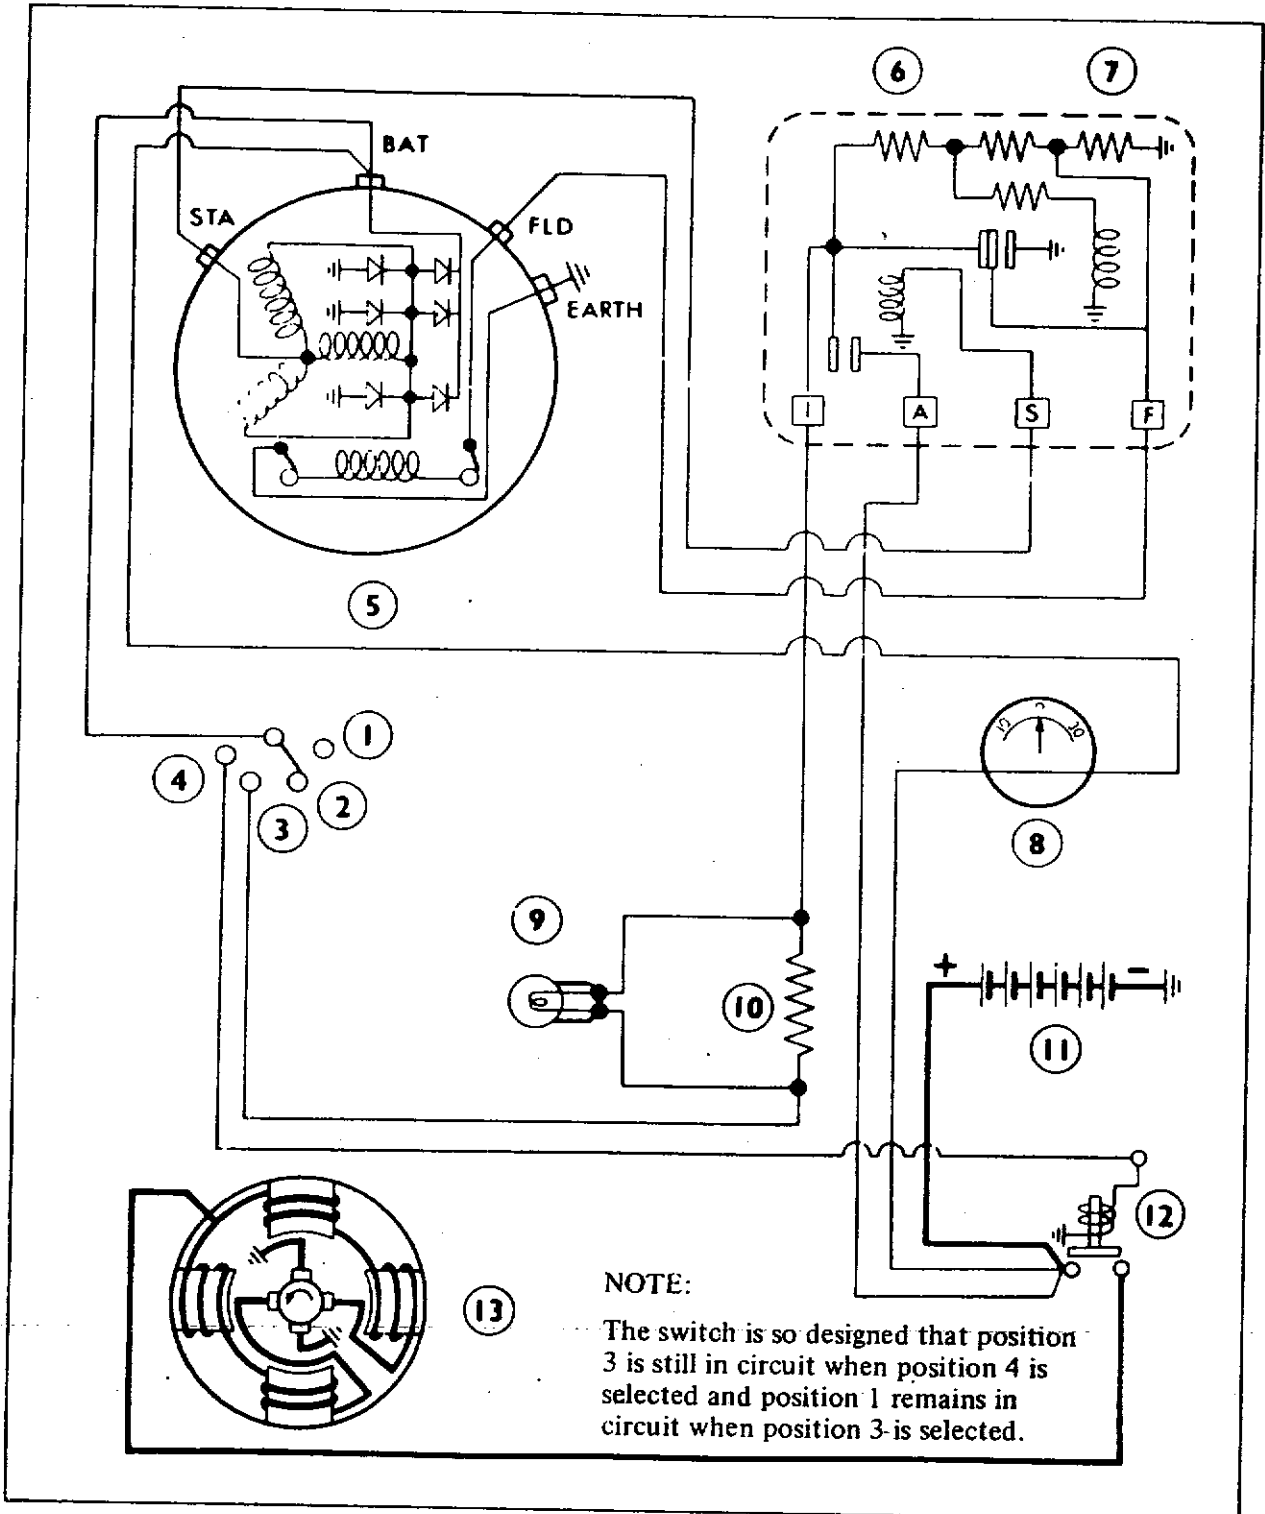 6
7
BAT
STA
FLD
EARTH
I
A
S
F
5
1
4
2
3
8
9
+
−
10
11
12
13
NOTE:
The switch is so designed that position
3 is still in circuit when position 4 is
selected and position 1 remains in
circuit when position 3 is selected.